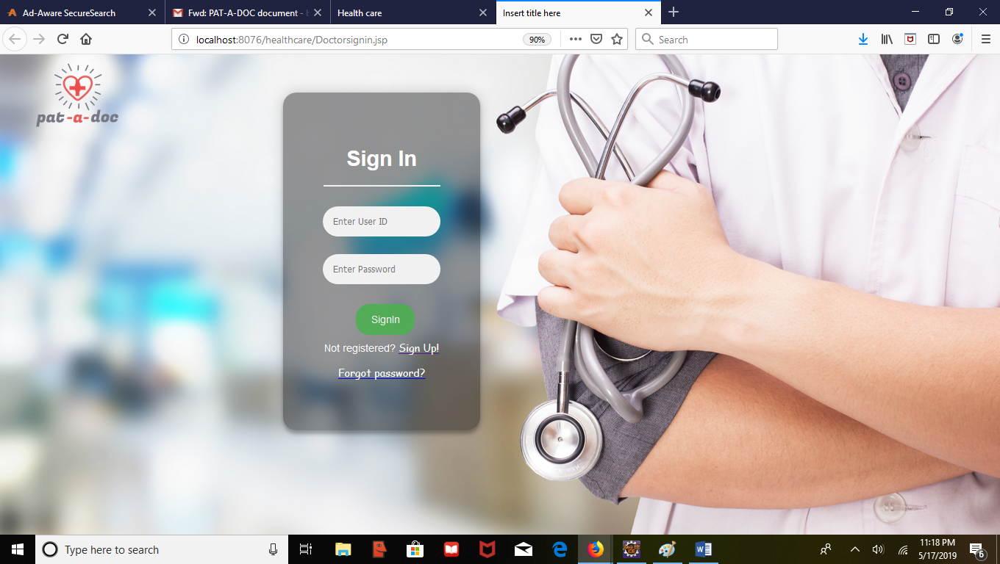 Ad-Aware SecureSearch
Fwd: PAT-A-DOC document -
Health care
Insert title here
localhost:8076/healthcare/Doctorsignin.jsp
90%
Search
pat-a-doc
Sign In
Enter User ID
Enter Password
SignIn
Not registered? Sign Up!
Forgot password?
Type here to search
11:18 PM
5/17/2019
6